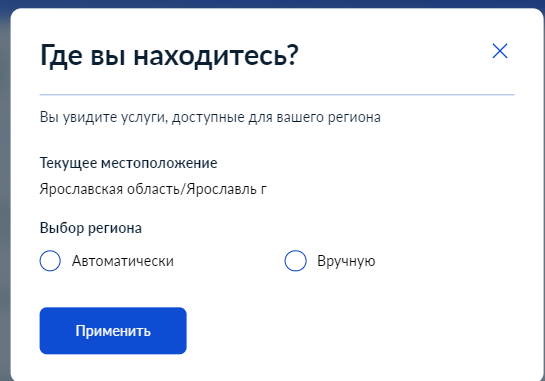 Где вы находитесь?
Вы увидите услуги, доступные для вашего региона
Текущее местоположение
Ярославская область/Ярославль г
Выбор региона
Автоматически Вручную
Применить